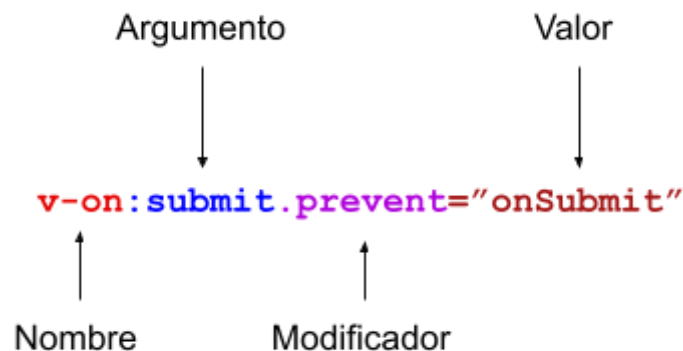 Argumento Valor
v-on:submit.prevent=”onSubmit”
Nombre Modificador